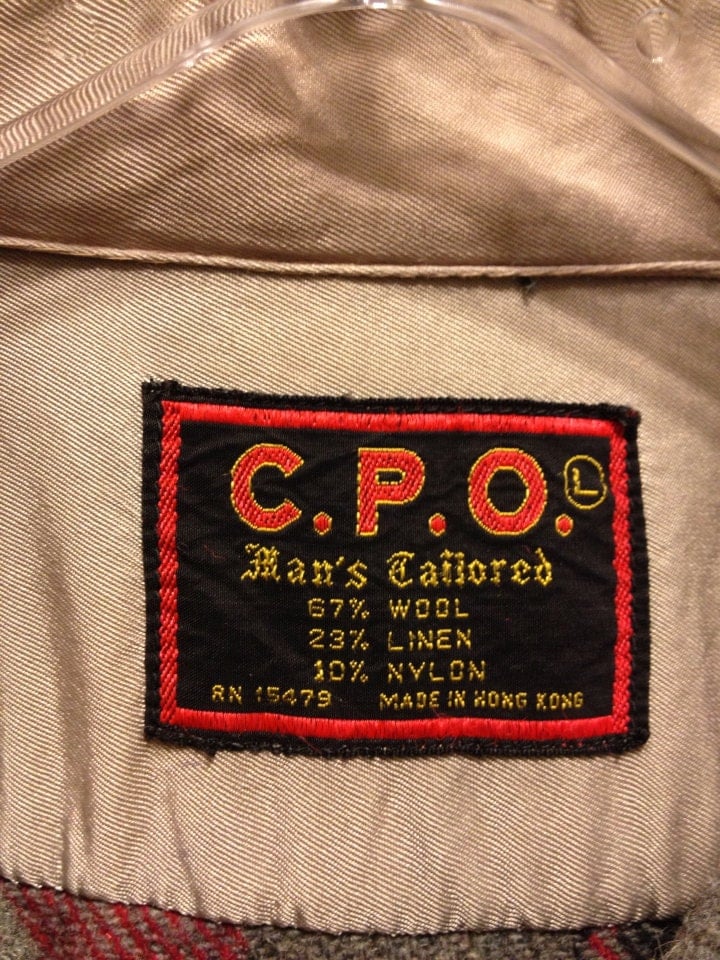 C.P.O. L
Man's Tailored
67% WOOL
23% LINEN
10% NYLON
RN 15479 MADE IN HONG KONG